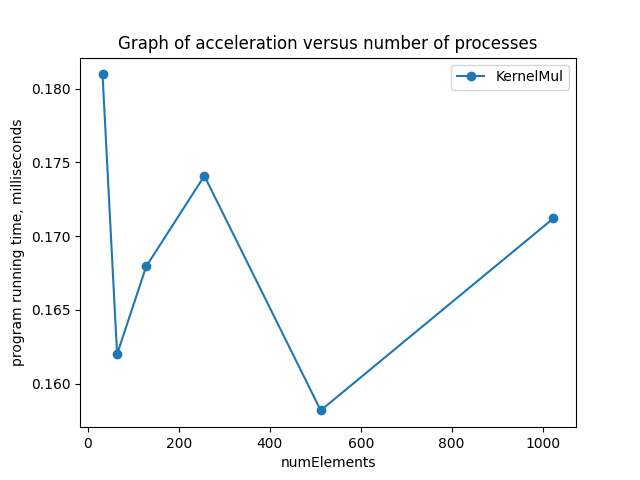 Graph of acceleration versus number of processes
KernelMul
program running time, milliseconds
0.180
0.175
0.170
0.165
0.160
0 200 400 600 800 1000
numElements